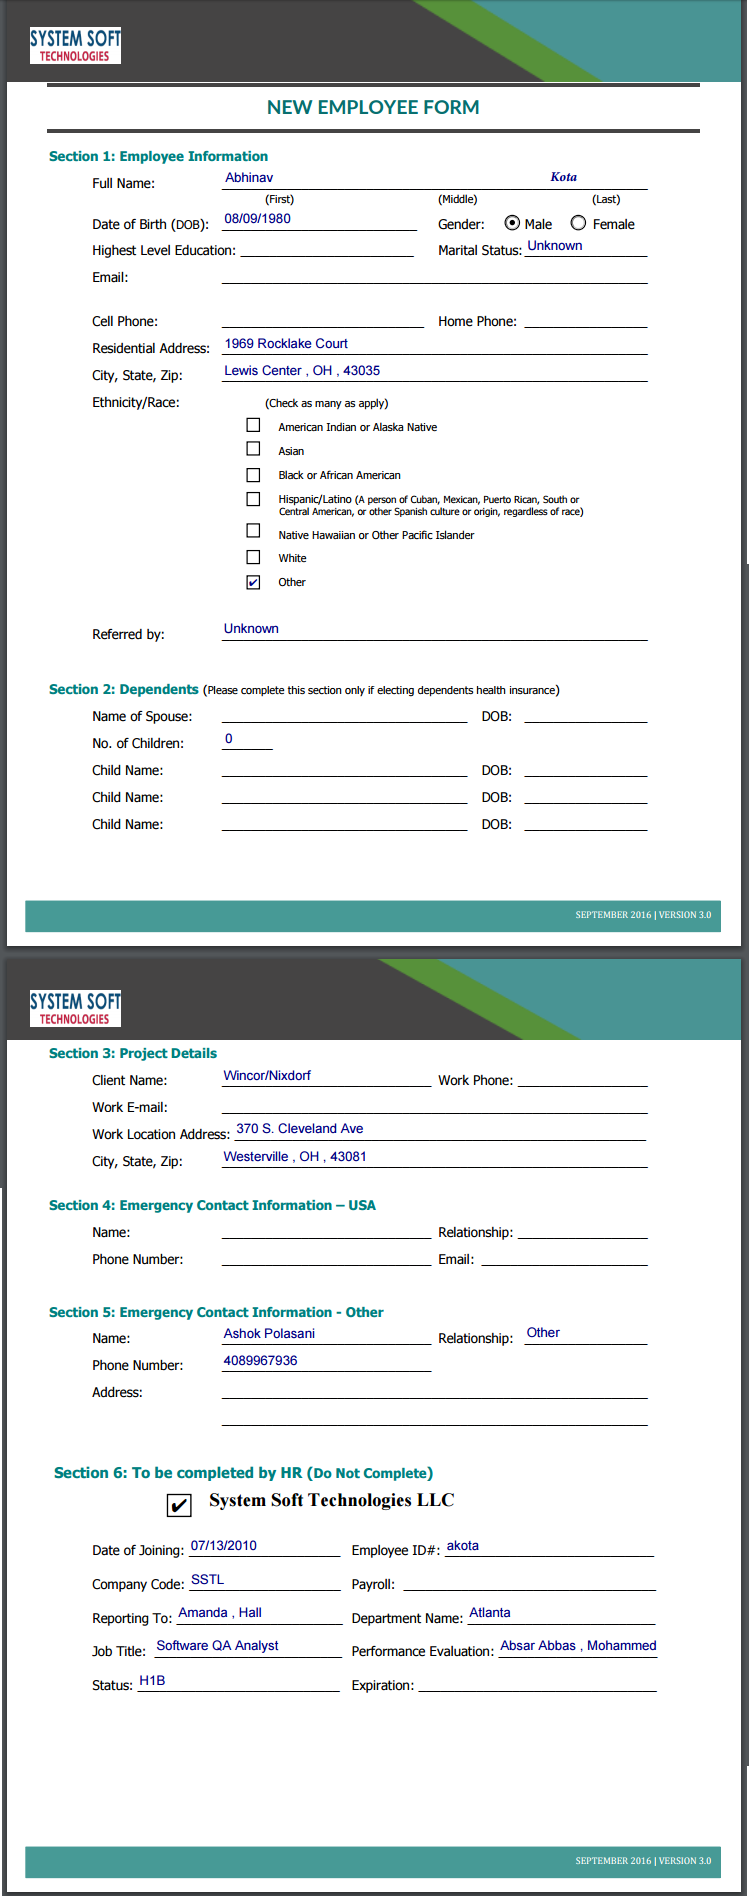 SYSTEM SOFT
TECHNOLOGIES
NEW EMPLOYEE FORM
Section 1: Employee Information
Full Name: Abhinav Kota
(First) (Middle) (Last)
Date of Birth (DOB): 08/09/1980 Gender: Male Female
Highest Level Education: Marital Status: Unknown
Email:
Cell Phone: Home Phone:
Residential Address: 1969 Rocklake Court
City, State, Zip: Lewis Center , OH , 43035
Ethnicity/Race: (Check as many as apply)
American Indian or Alaska Native
Asian
Black or African American
Hispanic/Latino (A person of Cuban, Mexican, Puerto Rican, South or
Central American, or other Spanish culture or origin, regardless of race)
Native Hawaiian or Other Pacific Islander
White
Other
Referred by: Unknown
Section 2: Dependents (Please complete this section only if electing dependents health insurance)
Name of Spouse: DOB:
No. of Children: 0
Child Name: DOB:
Child Name: DOB:
Child Name: DOB:
SEPTEMBER 2016 | VERSION 3.0
SYSTEM SOFT
TECHNOLOGIES
Section 3: Project Details
Client Name: Wincor/Nixdorf Work Phone:
Work E-mail:
Work Location Address: 370 S. Cleveland Ave
City, State, Zip: Westerville , OH , 43081
Section 4: Emergency Contact Information – USA
Name: Relationship:
Phone Number: Email:
Section 5: Emergency Contact Information - Other
Name: Ashok Polasani Relationship: Other
Phone Number: 4089967936
Address:
Section 6: To be completed by HR (Do Not Complete)
System Soft Technologies LLC
Date of Joining: 07/13/2010 Employee ID#: akota
Company Code: SSTL Payroll:
Reporting To: Amanda , Hall Department Name: Atlanta
Job Title: Software QA Analyst Performance Evaluation: Absar Abbas , Mohammed
Status: H1B Expiration:
SEPTEMBER 2016 | VERSION 3.0